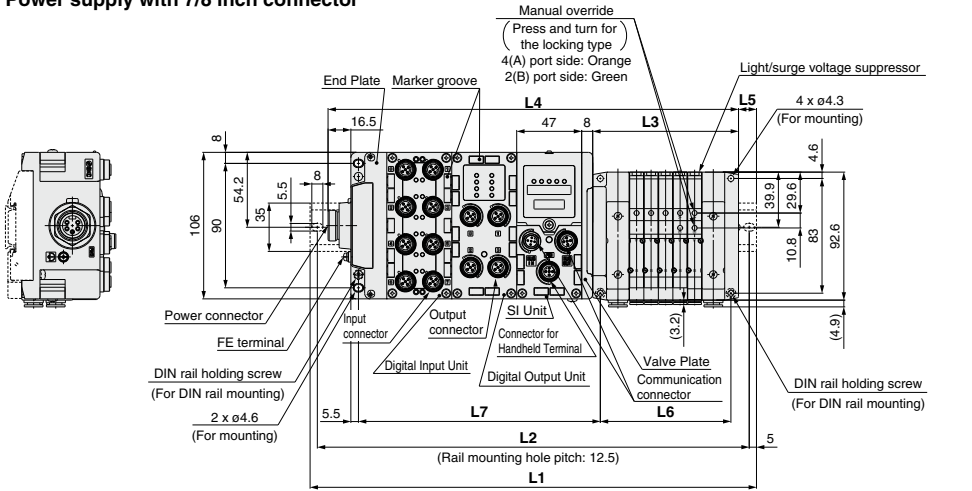 Power supply with 7/8 inch connector
Manual override
(Press and turn for
the locking type)
4(A) port side: Orange
2(B) port side: Green
Light/surge voltage suppressor
End Plate
Marker groove
L4
L5
4 x ø4.3
(For mounting)
16.5
47
8
L3
8
4.6
54.2
8
5.5
35
106
90
39.9
29.6
10.8
83
92.6
(3.2)
(4.9)
Power connector
Input
connector
Output
connector
SI Unit
FE terminal
Connector for
Handheld Terminal
Valve Plate
Digital Input Unit
Digital Output Unit
Communication
connector
DIN rail holding screw
(For DIN rail mounting)
DIN rail holding screw
(For DIN rail mounting)
2 x ø4.6
(For mounting)
5.5
L7
L6
L2
5
(Rail mounting hole pitch: 12.5)
L1